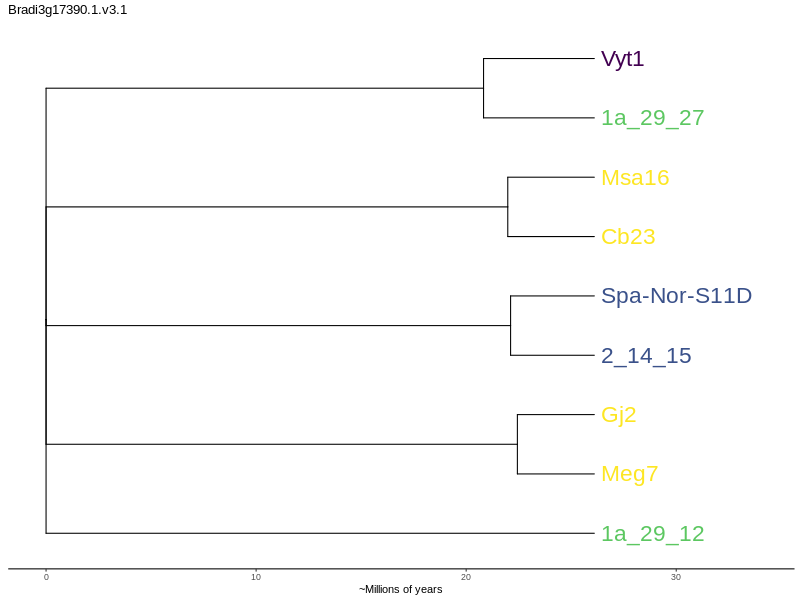 Bradi3g17390.1.v3.1
Vyt1
1a_29_27
Msa16
Cb23
Spa-Nor-S11D
2_14_15
Gj2
Meg7
1a_29_12
0 10 20 30
~Millions of years